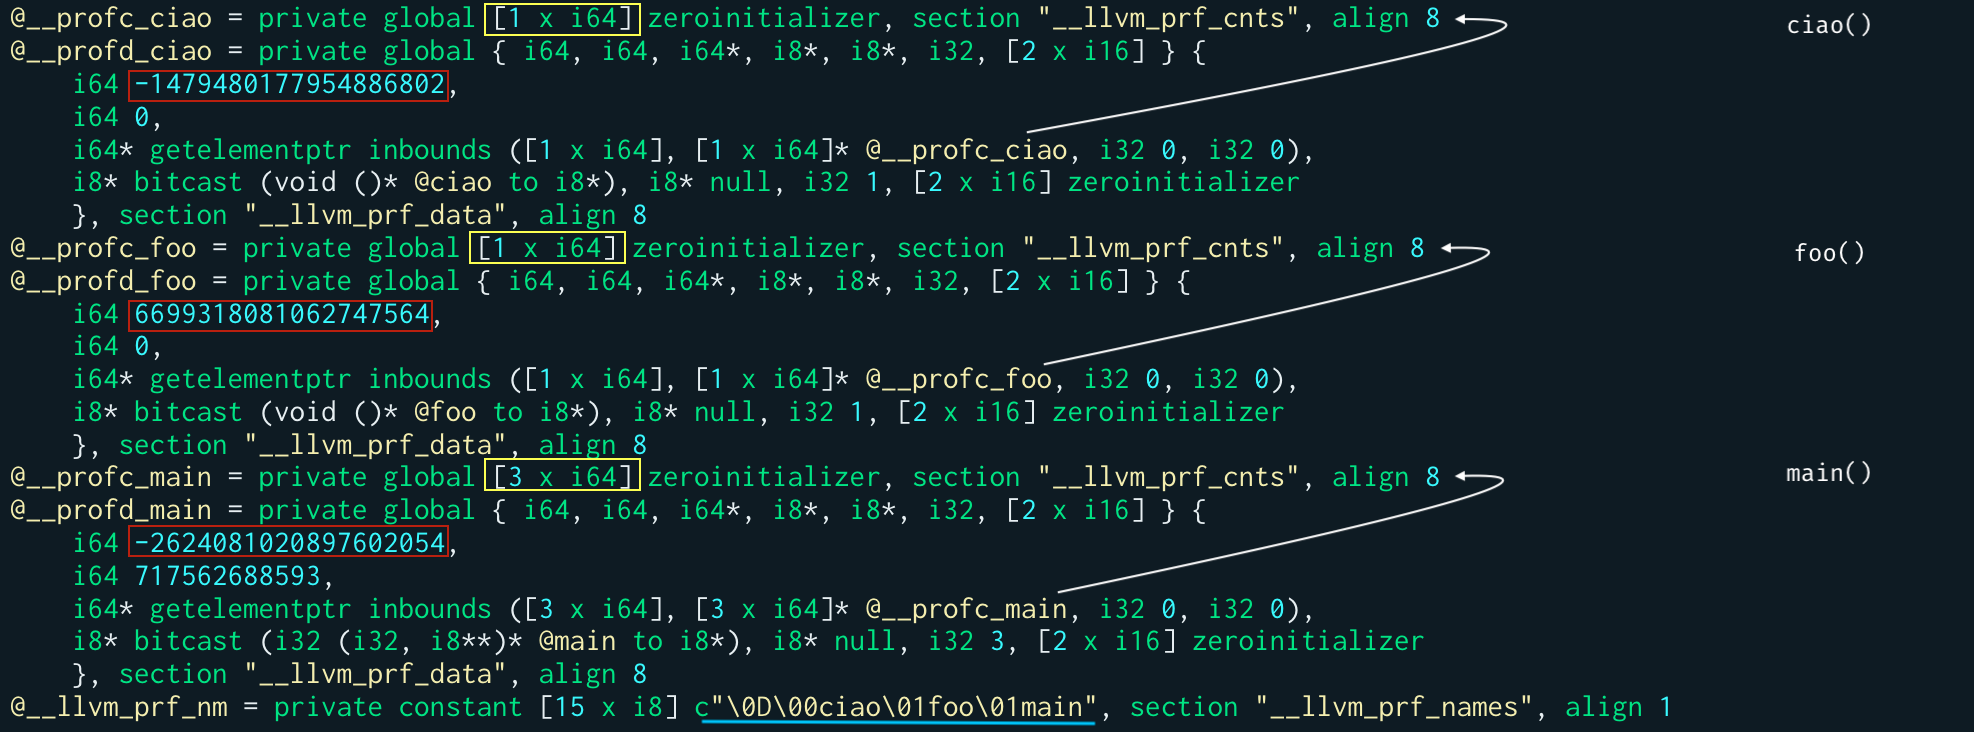 @__profc_ciao = private global [1 x i64] zeroinitializer, section "__llvm_prf_cnts", align 8 ciao()
@__profd_ciao = private global { i64, i64, i64*, i8*, i8*, i32, [2 x i16] } {
i64 -1479480177954886802,
i64 0,
i64* getelementptr inbounds ([1 x i64], [1 x i64]* @__profc_ciao, i32 0, i32 0),
i8* bitcast (void ()* @ciao to i8*), i8* null, i32 1, [2 x i16] zeroinitializer
}, section "__llvm_prf_data", align 8
@__profc_foo = private global [1 x i64] zeroinitializer, section "__llvm_prf_cnts", align 8 foo()
@__profd_foo = private global { i64, i64, i64*, i8*, i8*, i32, [2 x i16] } {
i64 6699318081062747564,
i64 0,
i64* getelementptr inbounds ([1 x i64], [1 x i64]* @__profc_foo, i32 0, i32 0),
i8* bitcast (void ()* @foo to i8*), i8* null, i32 1, [2 x i16] zeroinitializer
}, section "__llvm_prf_data", align 8
@__profc_main = private global [3 x i64] zeroinitializer, section "__llvm_prf_cnts", align 8 main()
@__profd_main = private global { i64, i64, i64*, i8*, i8*, i32, [2 x i16] } {
i64 -2624081020897602054,
i64 717562688593,
i64* getelementptr inbounds ([3 x i64], [3 x i64]* @__profc_main, i32 0, i32 0),
i8* bitcast (i32 (i32, i8**)* @main to i8*), i8* null, i32 3, [2 x i16] zeroinitializer
}, section "__llvm_prf_data", align 8
@__llvm_prf_nm = private constant [15 x i8] c"\0D\00ciao\01foo\01main", section "__llvm_prf_names", align 1